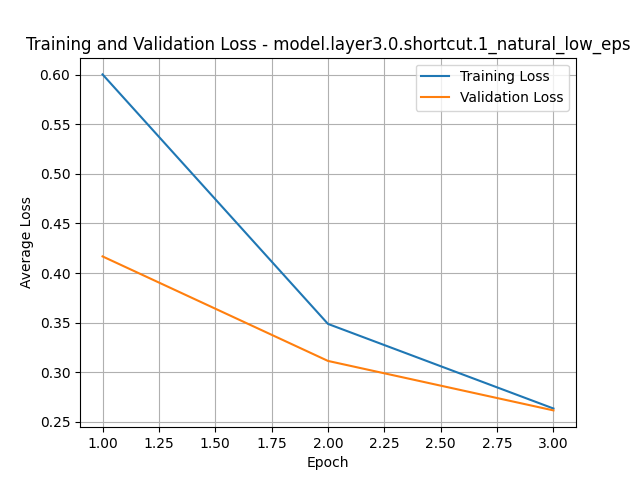 Training and Validation Loss - model.layer3.0.shortcut.1_natural_low_eps
Training Loss
Validation Loss
0.60
0.55
0.50
0.45
0.40
0.35
0.30
0.25
Average Loss
1.00 1.25 1.50 1.75 2.00 2.25 2.50 2.75 3.00
Epoch